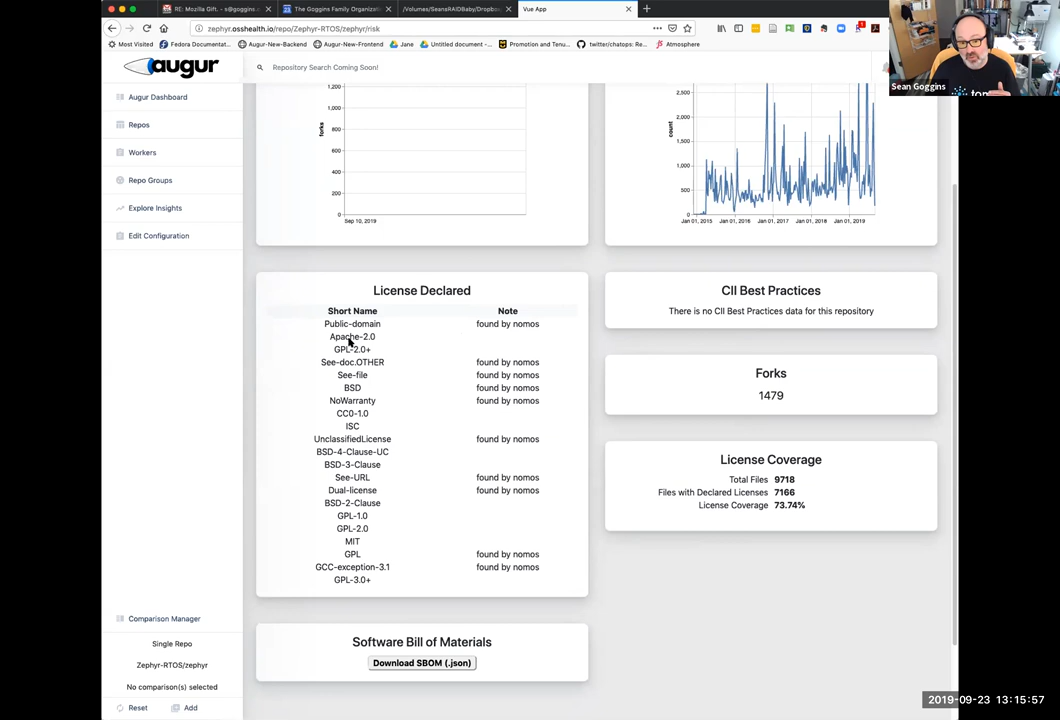 RE: Mozilla Gift. - s@goggins.
The Goggins Family Organizati
/Volumes/SeansRAIDBaby/Dropbo
Vue App
zephyr.osshealth.io/repo/Zephyr-RTOS/zephyr/risk
Most Visited
Fedora Documentat...
Augur-New-Backend
Augur-New-Frontend
Jane
Untitled document -...
Promotion and Tenu...
twitter/chatops: Re...
Atmosphere
Sean Goggins
augur
Repository Search Coming Soon!
Augur Dashboard
Repos
Workers
Repo Groups
Explore Insights
Edit Configuration
1,200
1,000
800
600
400
200
0
forks
Sep 10, 2019
2,500
2,000
1,500
1,000
500
0
count
Jan 01, 2015
Jan 01, 2016
Jan 01, 2017
Jan 01, 2018
Jan 01, 2019
License Declared
Short Name Note
Public-domain found by nomos
Apache-2.0
GPL-2.0+
See-doc.OTHER found by nomos
See-file found by nomos
BSD found by nomos
NoWarranty found by nomos
CC0-1.0
ISC
UnclassifiedLicense found by nomos
BSD-4-Clause-UC
BSD-3-Clause
See-URL found by nomos
Dual-license found by nomos
BSD-2-Clause
GPL-1.0
GPL-2.0
MIT
GPL found by nomos
GCC-exception-3.1 found by nomos
GPL-3.0+
CII Best Practices
There is no CII Best Practices data for this repository
Forks
1479
License Coverage
Total Files 9718
Files with Declared Licenses 7166
License Coverage 73.74%
Software Bill of Materials
Download SBOM (.json)
Comparison Manager
Single Repo
Zephyr-RTOS/zephyr
No comparison(s) selected
Reset
Add
2019-09-23 13:15:57